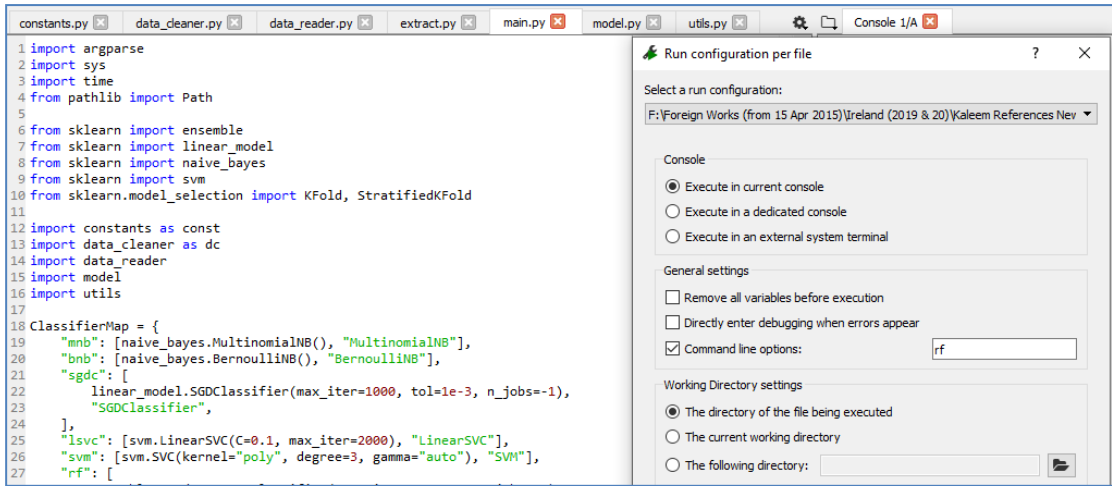 constants.py data_cleaner.py data_reader.py extract.py main.py model.py utils.py Console 1/A
1 import argparse
2 import sys
3 import time
4 from pathlib import Path
5
6 from sklearn import ensemble
7 from sklearn import linear_model
8 from sklearn import naive_bayes
9 from sklearn import svm
10 from sklearn.model_selection import KFold, StratifiedKFold
11
12 import constants as const
13 import data_cleaner as dc
14 import data_reader
15 import model
16 import utils
17
18 ClassifierMap = {
19     "mnb": [naive_bayes.MultinomialNB(), "MultinomialNB"],
20     "bnb": [naive_bayes.BernoulliNB(), "BernoulliNB"],
21     "sgdc": [
22         linear_model.SGDClassifier(max_iter=1000, tol=1e-3, n_jobs=-1),
23         "SGDClassifier",
24     ],
25     "lsvc": [svm.LinearSVC(C=0.1, max_iter=2000), "LinearSVC"],
26     "svm": [svm.SVC(kernel="poly", degree=3, gamma="auto"), "SVM"],
27     "rf": [
Run configuration per file ?
Select a run configuration:
F:\Foreign Works (from 15 Apr 2015)\Ireland (2019 & 20)\Kaleem References New
Console
Execute in current console
Execute in a dedicated console
Execute in an external system terminal
General settings
Remove all variables before execution
Directly enter debugging when errors appear
Command line options: rf
Working Directory settings
The directory of the file being executed
The current working directory
The following directory: